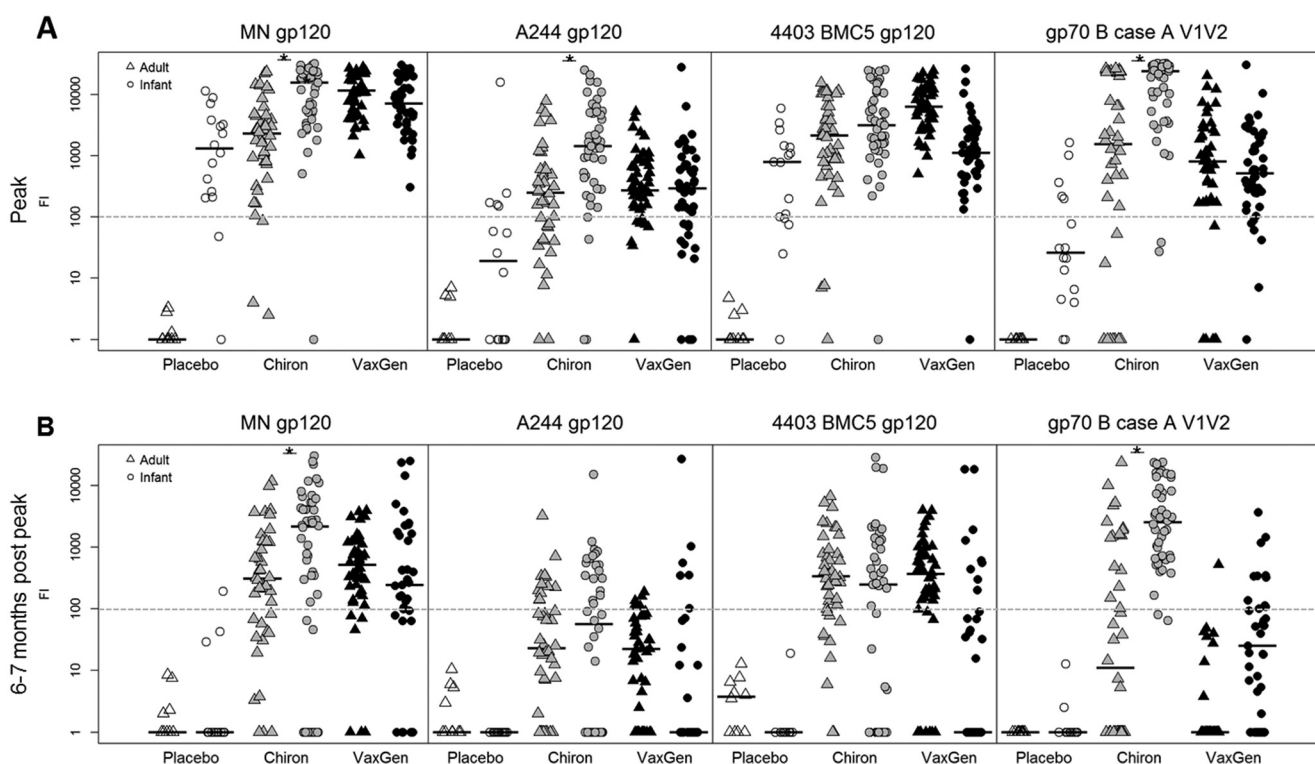 A
MN gp120 A244 gp120 4403 BMC5 gp120 gp70 B case A V1V2
* * *
△ Adult
○ Infant
Peak
FI
10000
1000
100
10
1
Placebo Chiron VaxGen Placebo Chiron VaxGen Placebo Chiron VaxGen Placebo Chiron VaxGen
B
MN gp120 A244 gp120 4403 BMC5 gp120 gp70 B case A V1V2
* *
△ Adult
○ Infant
6-7 months post peak
FI
10000
1000
100
10
1
Placebo Chiron VaxGen Placebo Chiron VaxGen Placebo Chiron VaxGen Placebo Chiron VaxGen